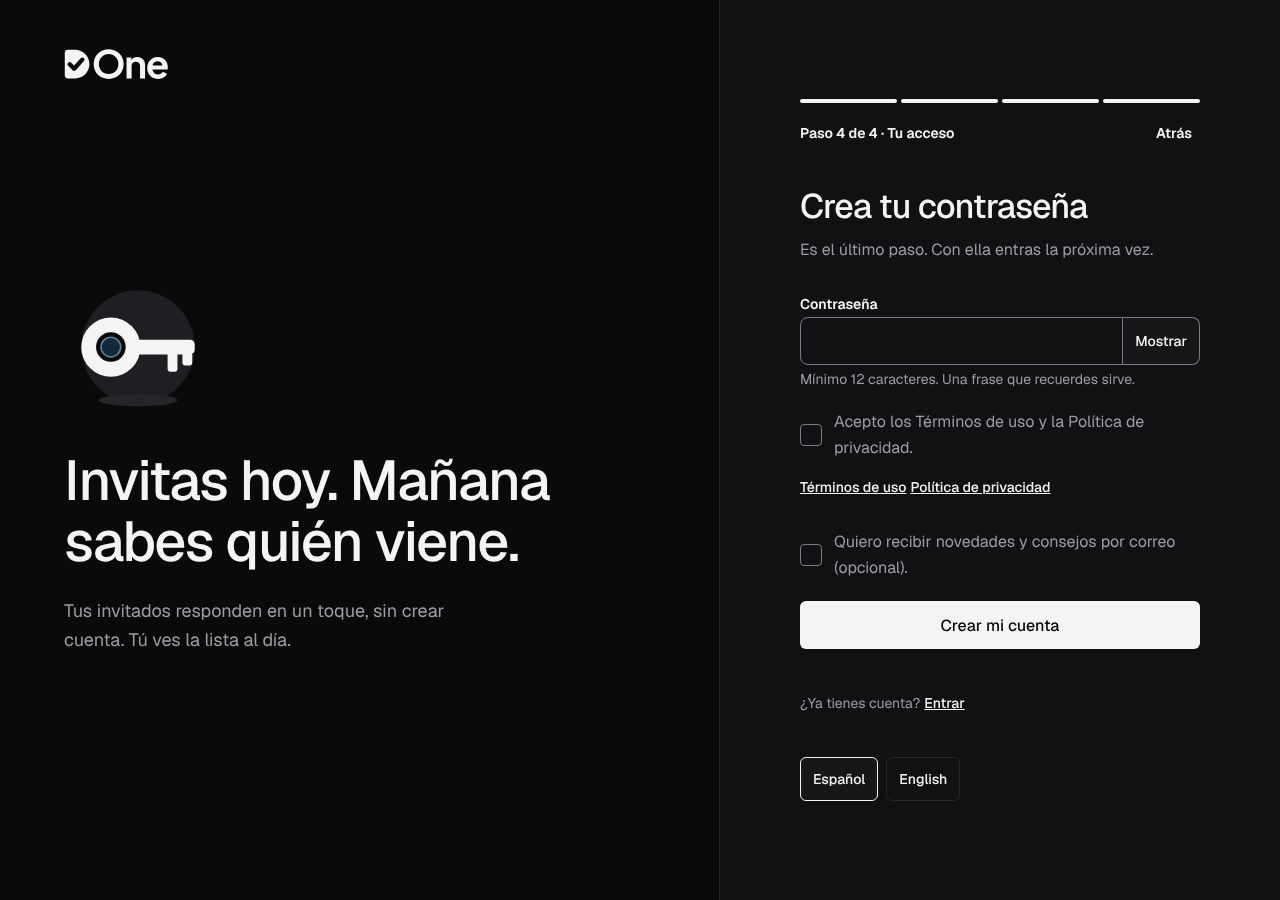 One
Invitas hoy. Mañana
sabes quién viene.
Tus invitados responden en un toque, sin crear
cuenta. Tú ves la lista al día.
Paso 4 de 4 · Tu acceso
Atrás
Crea tu contraseña
Es el último paso. Con ella entras la próxima vez.
Contraseña
Mostrar
Mínimo 12 caracteres. Una frase que recuerdes sirve.
Acepto los Términos de uso y la Política de
privacidad.
Términos de uso Política de privacidad
Quiero recibir novedades y consejos por correo
(opcional).
Crear mi cuenta
¿Ya tienes cuenta? Entrar
Español
English